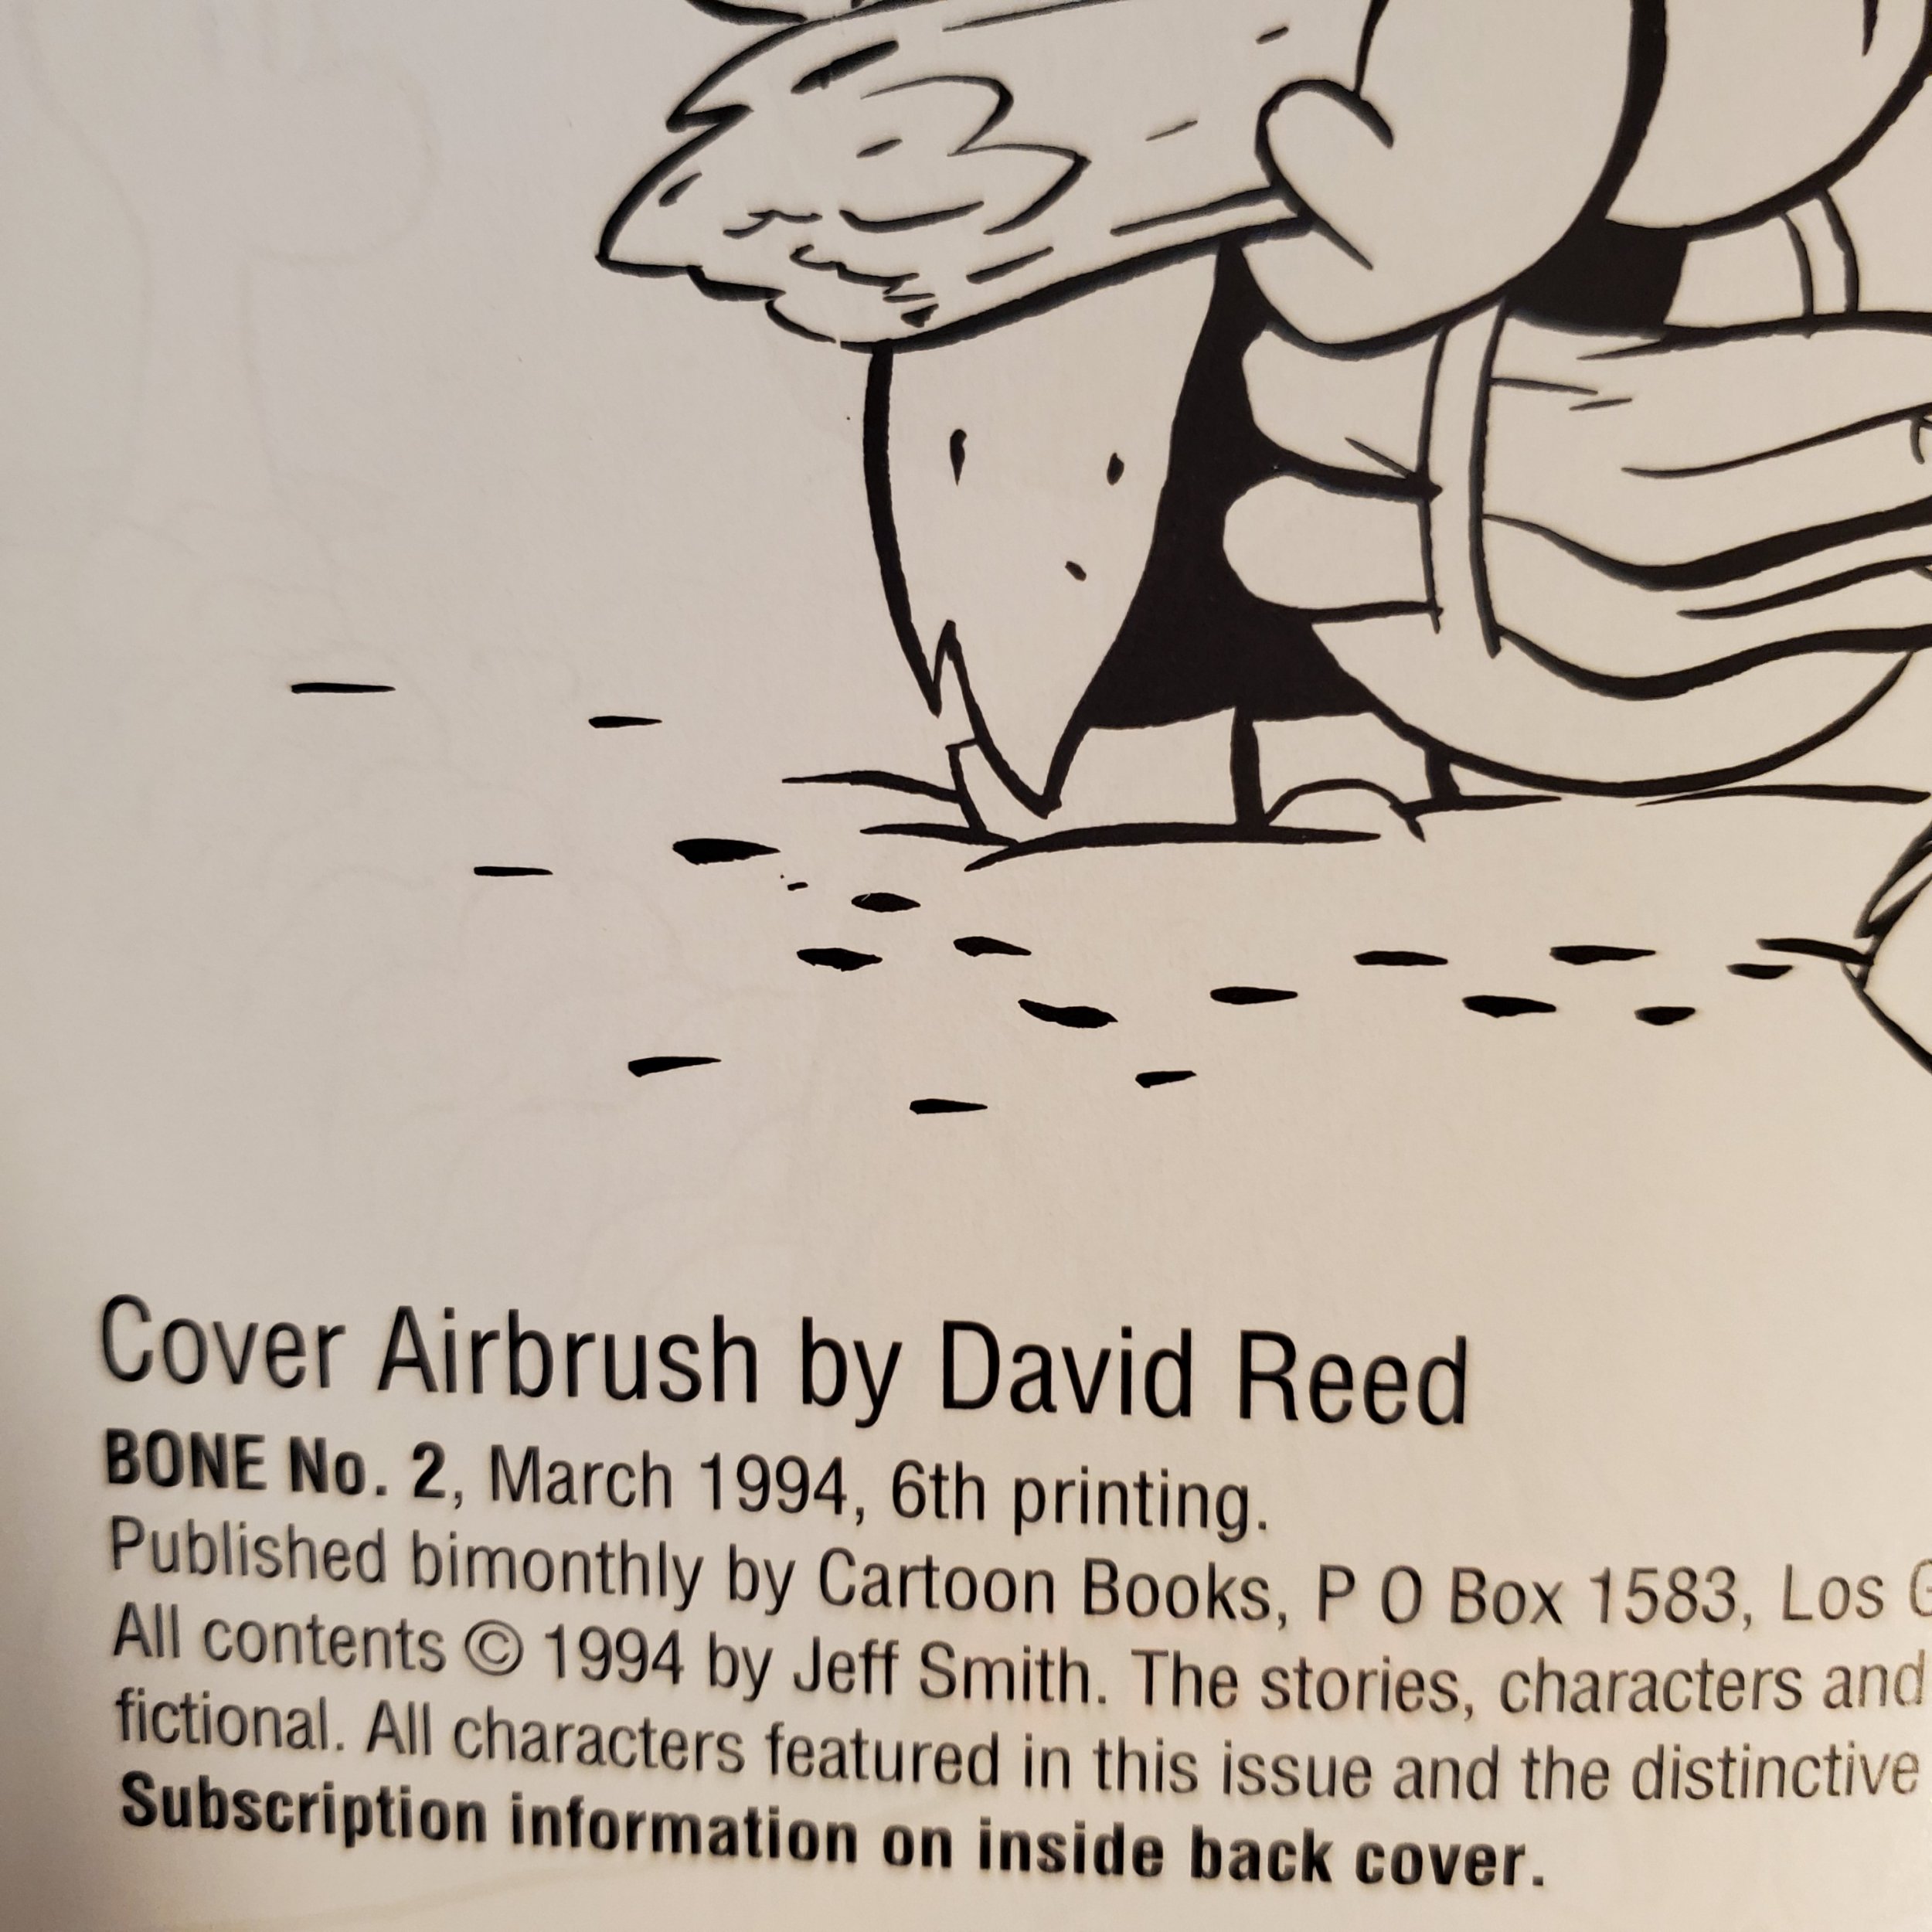 Cover Airbrush by David Reed
BONE No. 2, March 1994, 6th printing.
Published bimonthly by Cartoon Books, P O Box 1583, Los
All contents © 1994 by Jeff Smith. The stories, characters and
fictional. All characters featured in this issue and the distinctive
Subscription information on inside back cover.